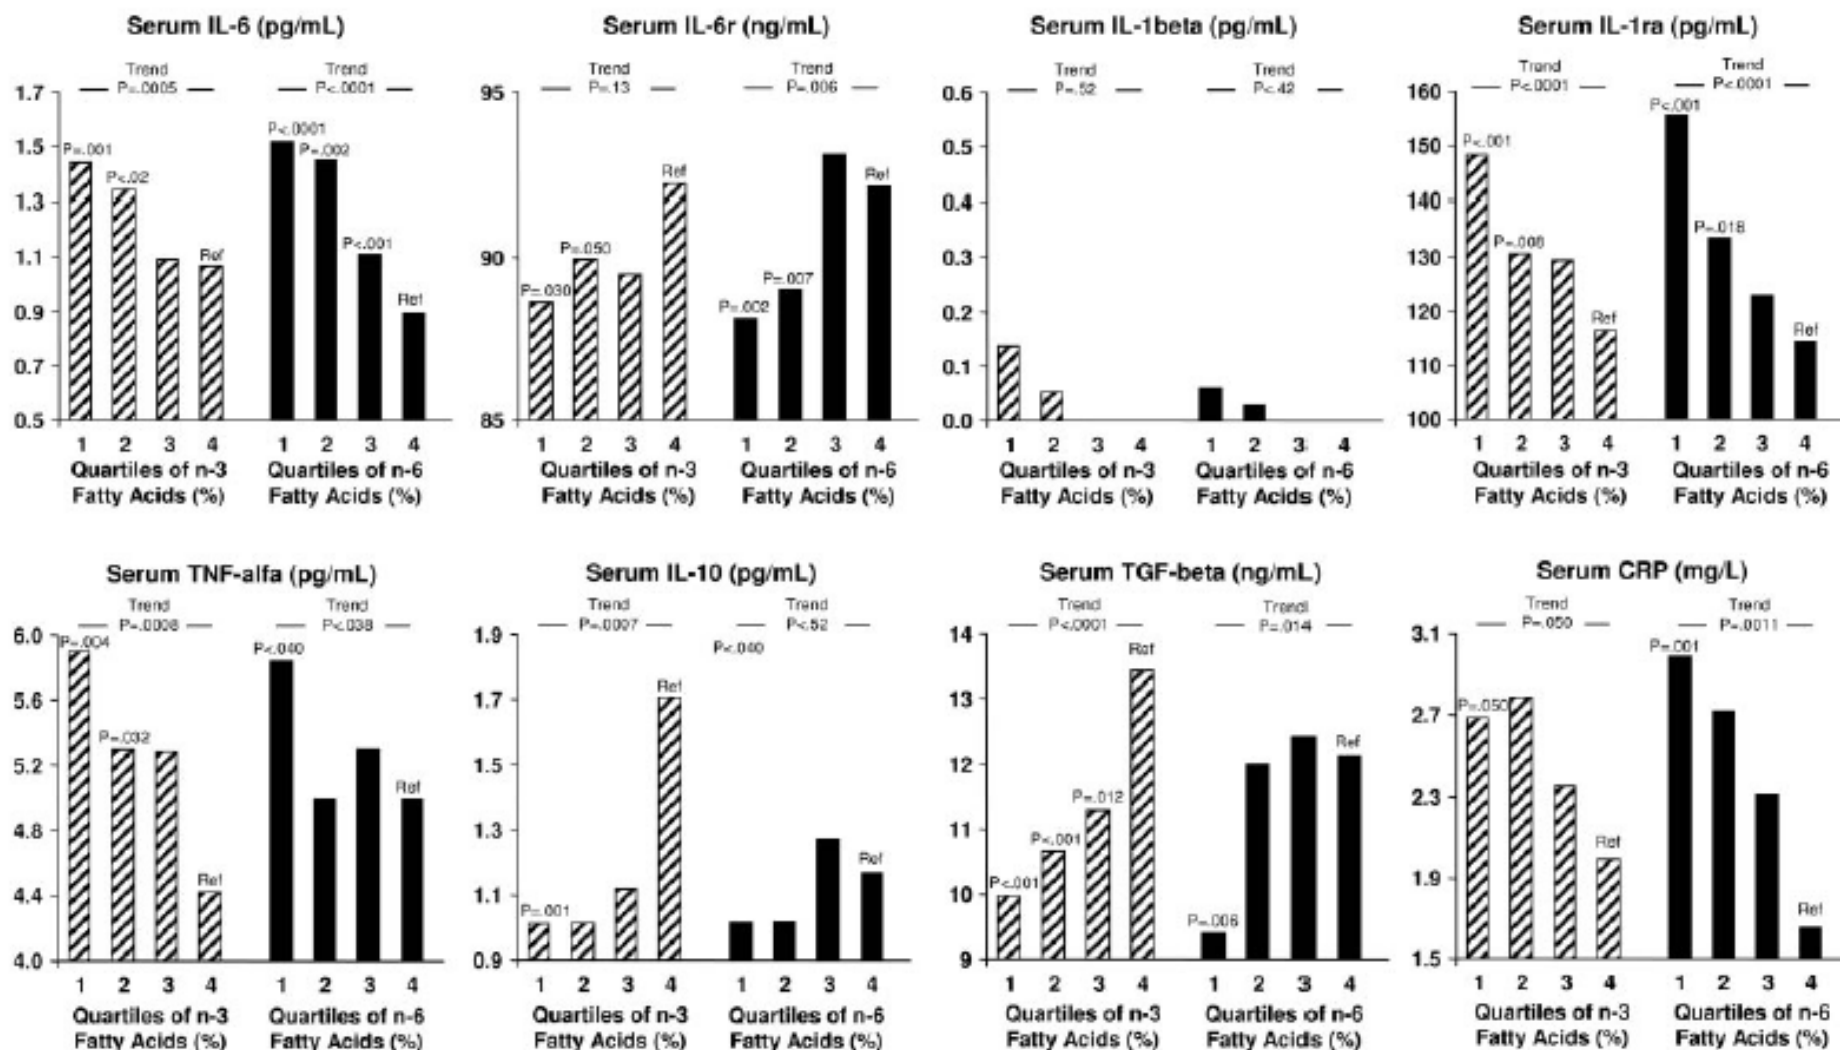 Serum IL-6 (pg/mL)
Trend Trend
P=.0005 P<.0001
1.7
1.5
1.3
1.1
0.9
0.7
0.5
P=.001
P<.02
Ref
P<.0001
P=.002
P<.001
Ref
1 2 3 4 1 2 3 4
Quartiles of n-3 Quartiles of n-6
Fatty Acids (%) Fatty Acids (%)
Serum IL-6r (ng/mL)
Trend Trend
P=.13 P=.006
95
90
85
P=.030
P=.050
Ref
P=.002
P=.007
Ref
1 2 3 4 1 2 3 4
Quartiles of n-3 Quartiles of n-6
Fatty Acids (%) Fatty Acids (%)
Serum IL-1beta (pg/mL)
Trend Trend
P=.52 P<.42
0.6
0.5
0.4
0.3
0.2
0.1
0.0
1 2 3 4 1 2 3 4
Quartiles of n-3 Quartiles of n-6
Fatty Acids (%) Fatty Acids (%)
Serum IL-1ra (pg/mL)
Trend Trend
P<.0001 P<.0001
160
150
140
130
120
110
100
P<.001
P=.008
Ref
P<.001
P=.018
Ref
1 2 3 4 1 2 3 4
Quartiles of n-3 Quartiles of n-6
Fatty Acids (%) Fatty Acids (%)
Serum TNF-alfa (pg/mL)
Trend Trend
P=.0008 P<.038
6.0
5.6
5.2
4.8
4.4
4.0
P=.004
P=.032
Ref
P<.040
Ref
1 2 3 4 1 2 3 4
Quartiles of n-3 Quartiles of n-6
Fatty Acids (%) Fatty Acids (%)
Serum IL-10 (pg/mL)
Trend Trend
P=.0007 P<.52
1.9
1.7
1.5
1.3
1.1
0.9
P=.001
Ref
P<.040
Ref
1 2 3 4 1 2 3 4
Quartiles of n-3 Quartiles of n-6
Fatty Acids (%) Fatty Acids (%)
Serum TGF-beta (ng/mL)
Trend Trend
P<.0001 P=.014
14
13
12
11
10
9
P<.001
P<.001
P=.012
Ref
P=.006
Ref
1 2 3 4 1 2 3 4
Quartiles of n-3 Quartiles of n-6
Fatty Acids (%) Fatty Acids (%)
Serum CRP (mg/L)
Trend Trend
P=.050 P=.0011
3.1
2.7
2.3
1.9
1.5
P=.050
Ref
P=.001
Ref
1 2 3 4 1 2 3 4
Quartiles of n-3 Quartiles of n-6
Fatty Acids (%) Fatty Acids (%)